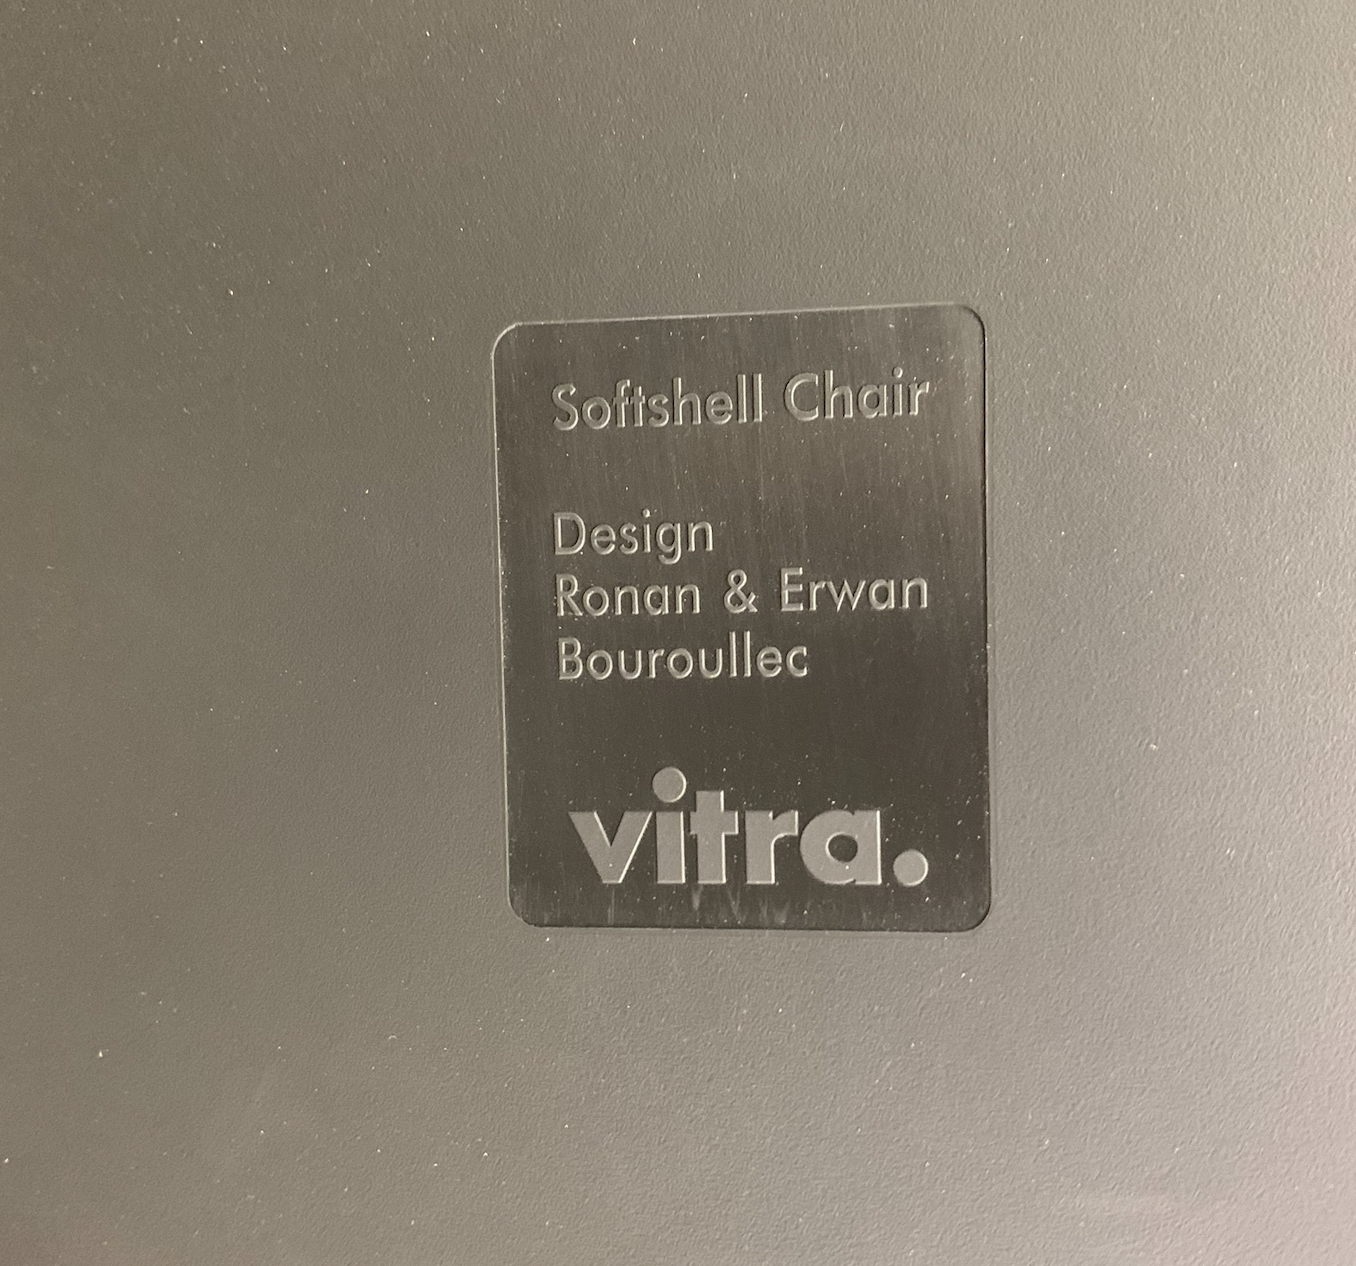 Softshell Chair
Design
Ronan & Erwan
Bouroullec
vitra.